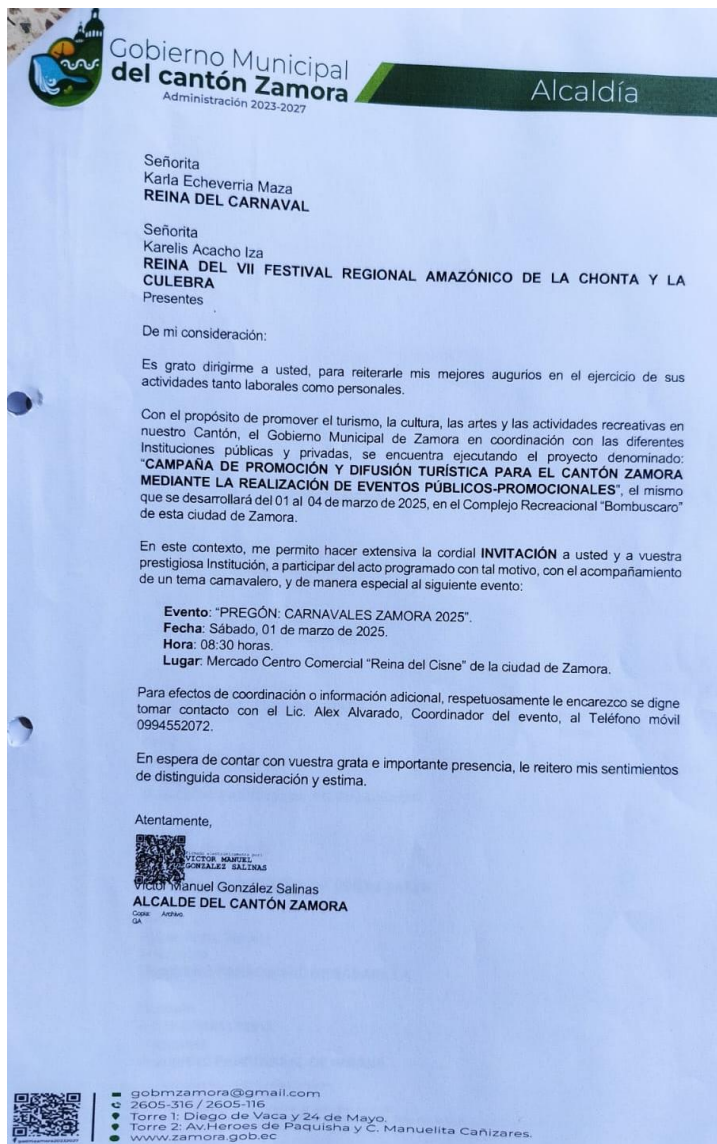 Gobierno Municipal
del cantón Zamora
Administración 2023-2027
Alcaldía
Señorita
Karla Echeverria Maza
REINA DEL CARNAVAL
Señorita
Karelis Acacho Iza
REINA DEL VII FESTIVAL REGIONAL AMAZÓNICO DE LA CHONTA Y LA
CULEBRA
Presentes
De mi consideración:
Es grato dirigirme a usted, para reiterarle mis mejores augurios en el ejercicio de sus
actividades tanto laborales como personales.
Con el propósito de promover el turismo, la cultura, las artes y las actividades recreativas en
nuestro Cantón, el Gobierno Municipal de Zamora en coordinación con las diferentes
Instituciones públicas y privadas, se encuentra ejecutando el proyecto denominado:
“CAMPAÑA DE PROMOCIÓN Y DIFUSIÓN TURÍSTICA PARA EL CANTÓN ZAMORA
MEDIANTE LA REALIZACIÓN DE EVENTOS PÚBLICOS-PROMOCIONALES”, el mismo
que se desarrollará del 01 al 04 de marzo de 2025, en el Complejo Recreacional “Bombuscaro”
de esta ciudad de Zamora.
En este contexto, me permito hacer extensiva la cordial INVITACIÓN a usted y a vuestra
prestigiosa Institución, a participar del acto programado con tal motivo, con el acompañamiento
de un tema carnavalero, y de manera especial al siguiente evento:
Evento: “PREGÓN: CARNAVALES ZAMORA 2025”.
Fecha: Sábado, 01 de marzo de 2025.
Hora: 08:30 horas.
Lugar: Mercado Centro Comercial “Reina del Cisne” de la ciudad de Zamora.
Para efectos de coordinación o información adicional, respetuosamente le encarezco se digne
tomar contacto con el Lic. Alex Alvarado, Coordinador del evento, al Teléfono móvil
0994552072.
En espera de contar con vuestra grata e importante presencia, le reitero mis sentimientos
de distinguida consideración y estima.
Atentamente,
VICTOR MANUEL
GONZALEZ SALINAS
Víctor Manuel González Salinas
ALCALDE DEL CANTÓN ZAMORA
Copia: Archivo.
GA
gobmzamora@gmail.com
2605-316 / 2605-116
Torre 1: Diego de Vaca y 24 de Mayo.
Torre 2: Av.Heroes de Paquisha y C. Manuelita Cañizares.
www.zamora.gob.ec